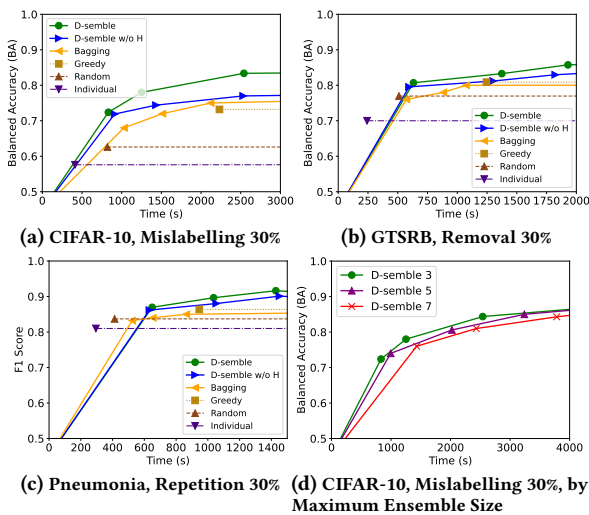 1.0
0.9
0.8
0.7
0.6
0.5
Balanced Accuracy (BA)
D-semble
D-semble w/o H
Bagging
Greedy
Random
Individual
0 500 1000 1500 2000 2500 3000
Time (s)
(a) CIFAR-10, Mislabelling 30%
1.0
0.9
0.8
0.7
0.6
0.5
Balanced Accuracy (BA)
D-semble
D-semble w/o H
Bagging
Greedy
Random
Individual
0 250 500 750 1000 1250 1500 1750 2000
Time (s)
(b) GTSRB, Removal 30%
1.0
0.9
0.8
0.7
0.6
0.5
F1 Score
D-semble
D-semble w/o H
Bagging
Greedy
Random
Individual
0 200 400 600 800 1000 1200 1400
Time (s)
(c) Pneumonia, Repetition 30%
1.0
0.9
0.8
0.7
0.6
0.5
Balanced Accuracy (BA)
D-semble 3
D-semble 5
D-semble 7
0 1000 2000 3000 4000
Time (s)
(d) CIFAR-10, Mislabelling 30%, by
Maximum Ensemble Size